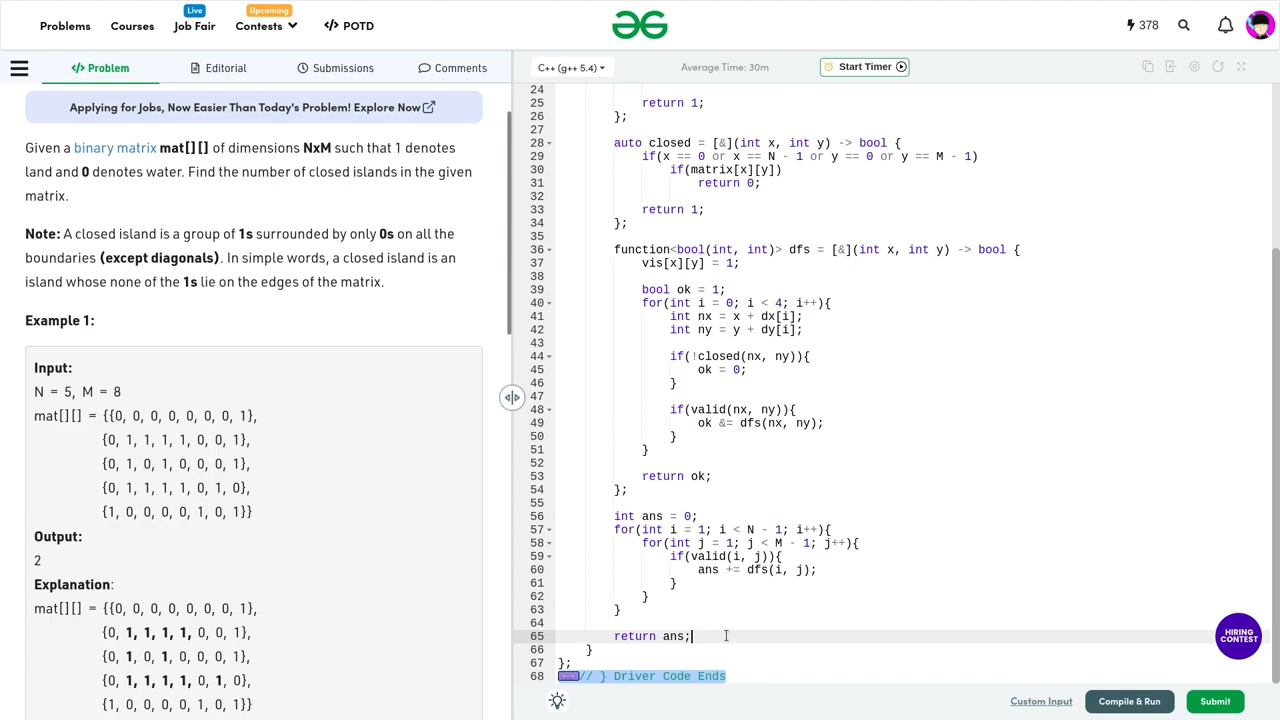 Problems Courses Live Job Fair Upcoming Contests </> POTD 378
</> Problem Editorial Submissions Comments
Applying for Jobs, Now Easier Than Today's Problem! Explore Now
Given a binary matrix mat[][] of dimensions NxM such that 1 denotes
land and 0 denotes water. Find the number of closed islands in the given
matrix.
Note: A closed island is a group of 1s surrounded by only 0s on all the
boundaries (except diagonals). In simple words, a closed island is an
island whose none of the 1s lie on the edges of the matrix.
Example 1:
Input:
N = 5, M = 8
mat[][] = {{0, 0, 0, 0, 0, 0, 0, 1},
{0, 1, 1, 1, 1, 0, 0, 1},
{0, 1, 0, 1, 0, 0, 0, 1},
{0, 1, 1, 1, 1, 0, 1, 0},
{1, 0, 0, 0, 0, 1, 0, 1}}
Output:
2
Explanation:
mat[][] = {{0, 0, 0, 0, 0, 0, 0, 1},
{0, 1, 1, 1, 1, 0, 0, 1},
{0, 1, 0, 1, 0, 0, 0, 1},
{0, 1, 1, 1, 1, 0, 1, 0},
{1, 0, 0, 0, 0, 1, 0, 1}}
C++ (g++ 5.4) Average Time: 30m Start Timer
24
25 return 1;
26 };
27
28 auto closed = [&](int x, int y) -> bool {
29 if(x == 0 or x == N - 1 or y == 0 or y == M - 1)
30 if(matrix[x][y])
31 return 0;
32
33 return 1;
34 };
35
36 function<bool(int, int)> dfs = [&](int x, int y) -> bool {
37 vis[x][y] = 1;
38
39 bool ok = 1;
40 for(int i = 0; i < 4; i++){
41 int nx = x + dx[i];
42 int ny = y + dy[i];
43
44 if(!closed(nx, ny)){
45 ok = 0;
46 }
47
48 if(valid(nx, ny)){
49 ok &= dfs(nx, ny);
50 }
51 }
52
53 return ok;
54 };
55
56 int ans = 0;
57 for(int i = 1; i < N - 1; i++){
58 for(int j = 1; j < M - 1; j++){
59 if(valid(i, j)){
60 ans += dfs(i, j);
61 }
62 }
63 }
64
65 return ans;
66 }
67 };
68 // } Driver Code Ends
HIRING
CONTEST
Custom Input Compile & Run Submit